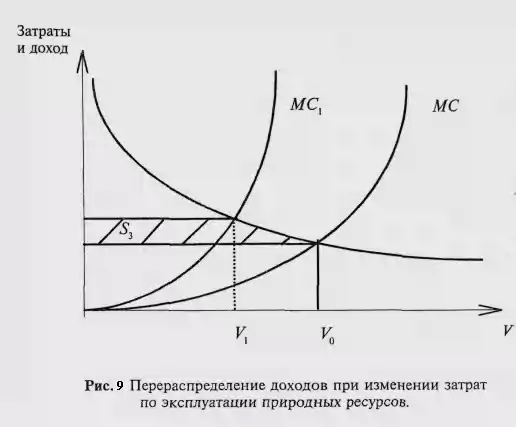 Затраты
и доход
MC₁
MC
S₃
V₁
V₀
V
Рис. 9 Перераспределение доходов при изменении затрат
по эксплуатации природных ресурсов.